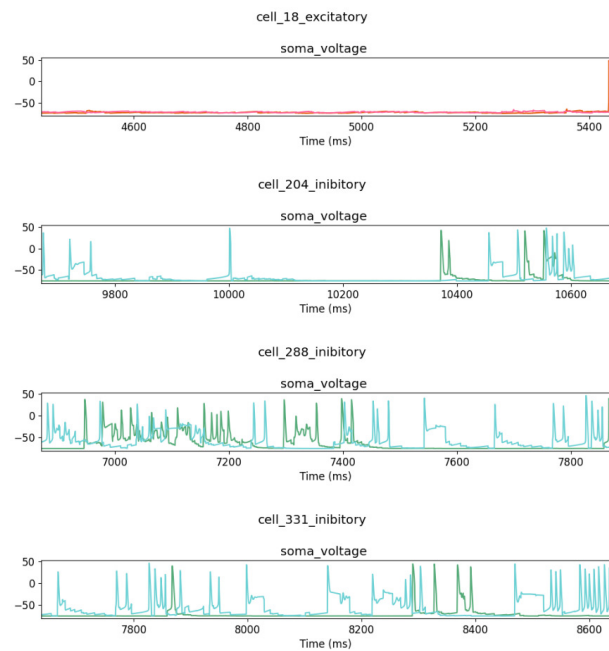 cell_18_excitatory
soma_voltage
50
0
−50
4600 4800 5000 5200 5400
Time (ms)
cell_204_inibitory
soma_voltage
50
0
−50
9800 10000 10200 10400 10600
Time (ms)
cell_288_inibitory
soma_voltage
50
0
−50
7000 7200 7400 7600 7800
Time (ms)
cell_331_inibitory
soma_voltage
50
0
−50
7800 8000 8200 8400 8600
Time (ms)